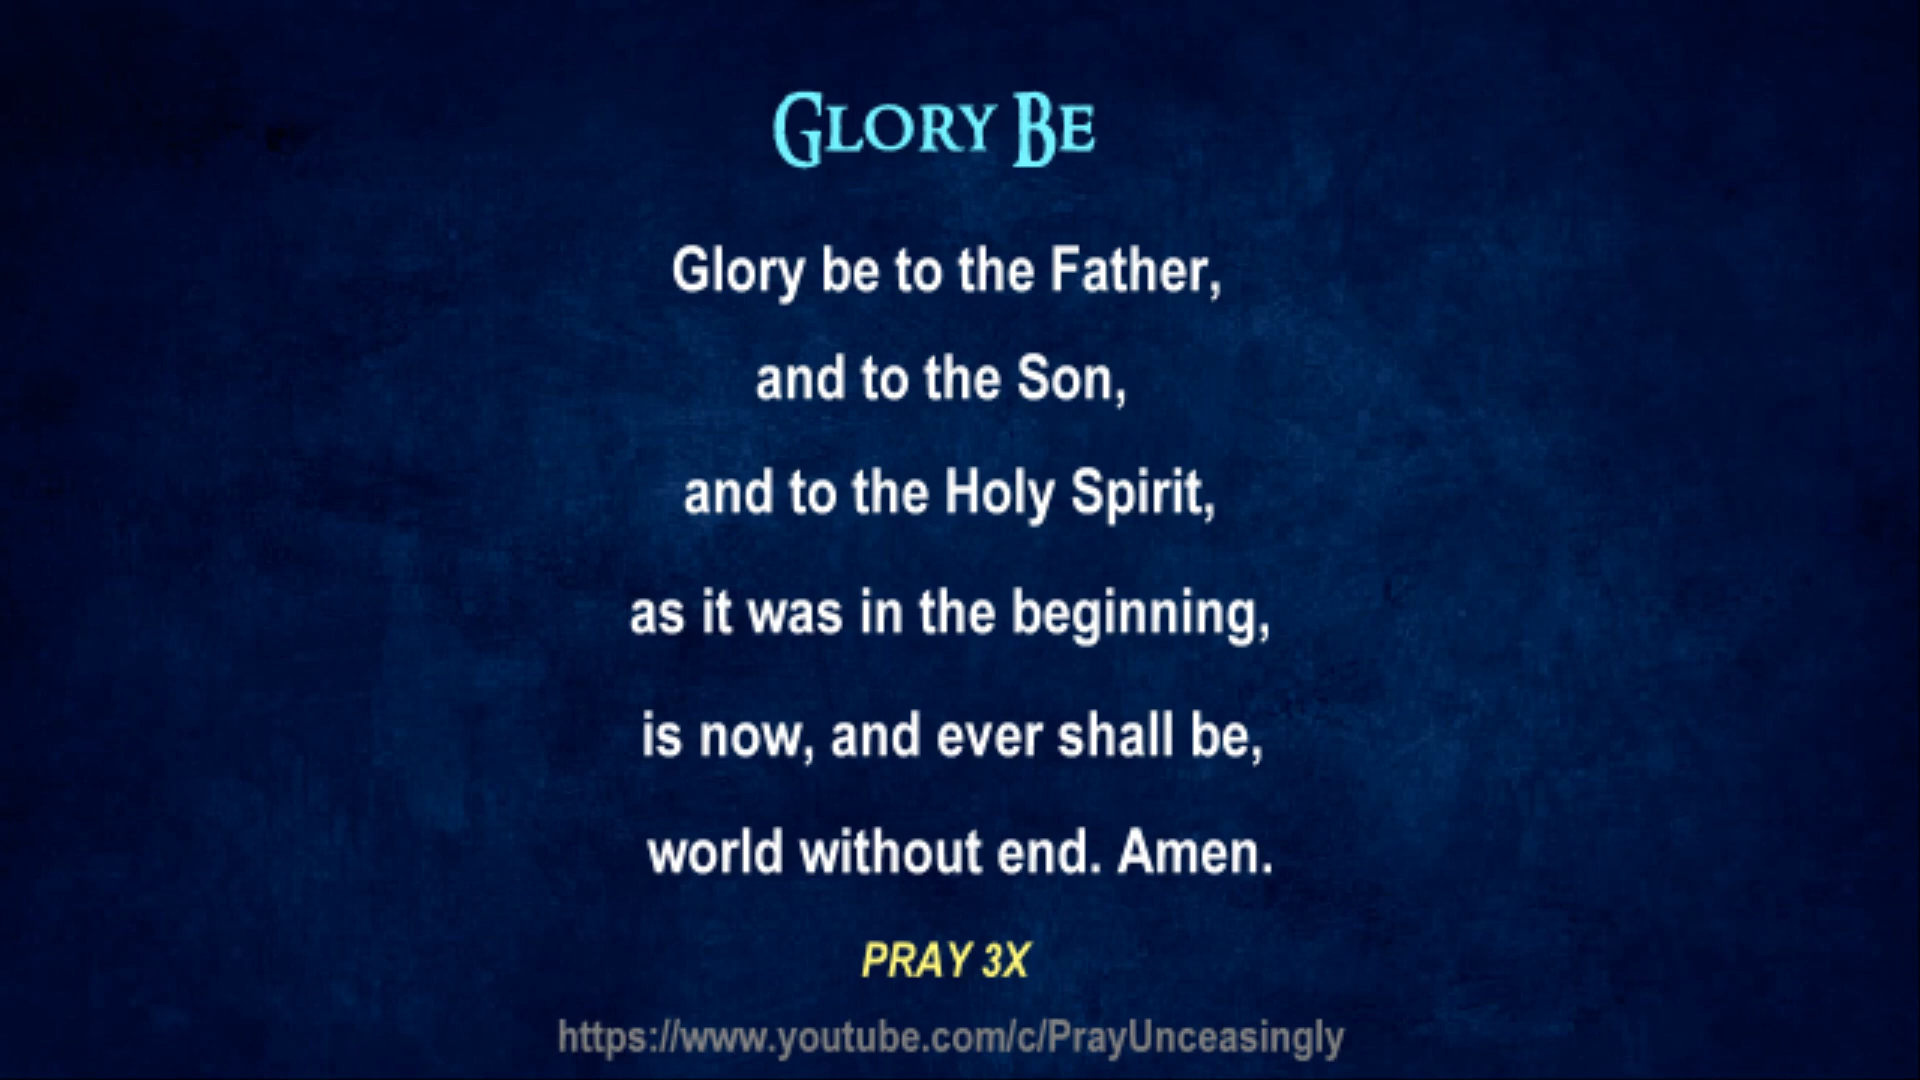 Glory Be
Glory be to the Father,
and to the Son,
and to the Holy Spirit,
as it was in the beginning,
is now, and ever shall be,
world without end. Amen.
PRAY 3X
https://www.youtube.com/c/PrayUnceasingly